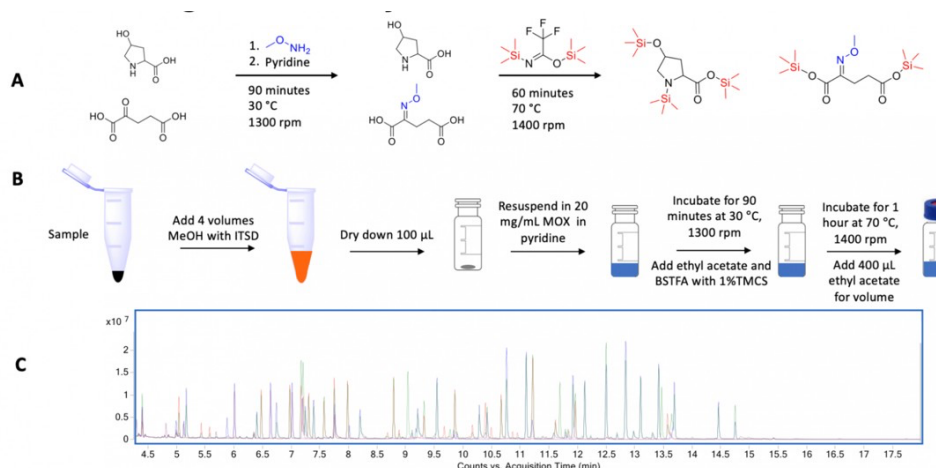 A
HO
NH
OH
O
1. O NH2
2. Pyridine
90 minutes
30 °C
1300 rpm
HO
NH
OH
O
F
F F
Si
N O Si
60 minutes
70 °C
1400 rpm
Si
O
N
Si
O
Si
O
O
N
Si O
O Si
O
O
HO
O
OH
O
O
O
N
HO
OH
O
O
B
Sample
Add 4 volumes
MeOH with ITSD
Dry down 100 µL
Resuspend in 20
mg/mL MOX in
pyridine
Incubate for 90
minutes at 30 °C,
1300 rpm
Add ethyl acetate and
BSTFA with 1%TMCS
Incubate for 1
hour at 70 °C,
1400 rpm
Add 400 µL
ethyl acetate
for volume
C
x10 7
2
1.5
1
0.5
0
4.5 5 5.5 6 6.5 7 7.5 8 8.5 9 9.5 10 10.5 11 11.5 12 12.5 13 13.5 14 14.5 15 15.5 16 16.5 17 17.5
Counts vs. Acquisition Time (min)